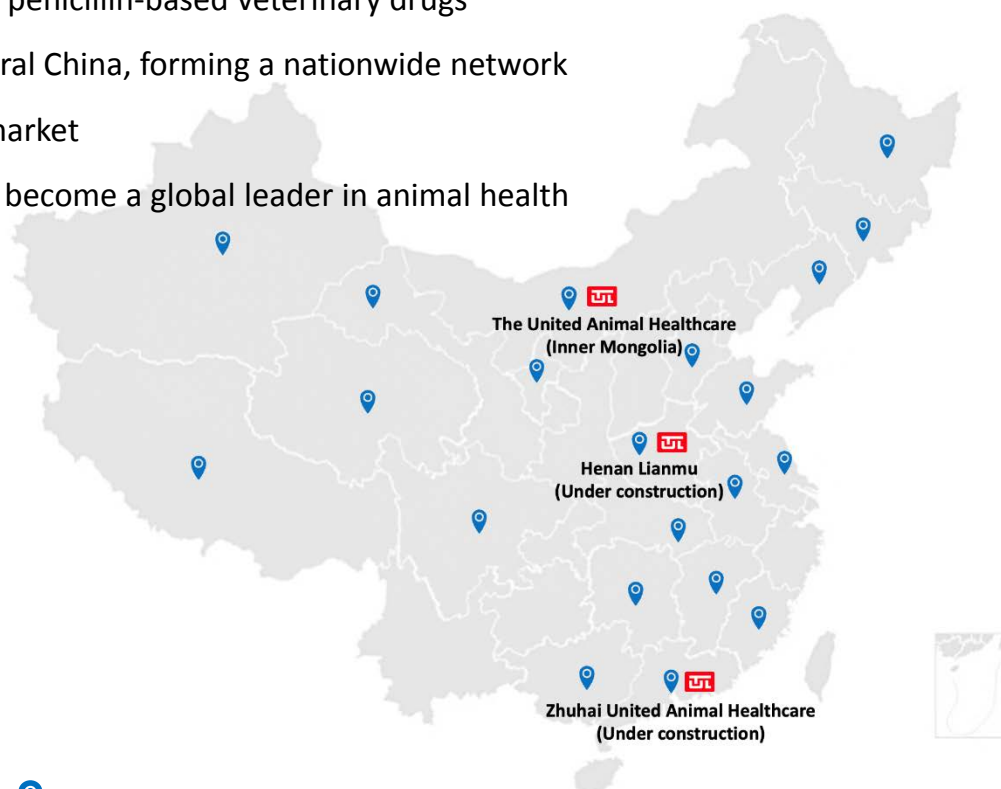 penicillin-based veterinary drugs
ral China, forming a nationwide network
arket
become a global leader in animal health
The United Animal Healthcare
(Inner Mongolia)
Henan Lianmu
(Under construction)
Zhuhai United Animal Healthcare
(Under construction)